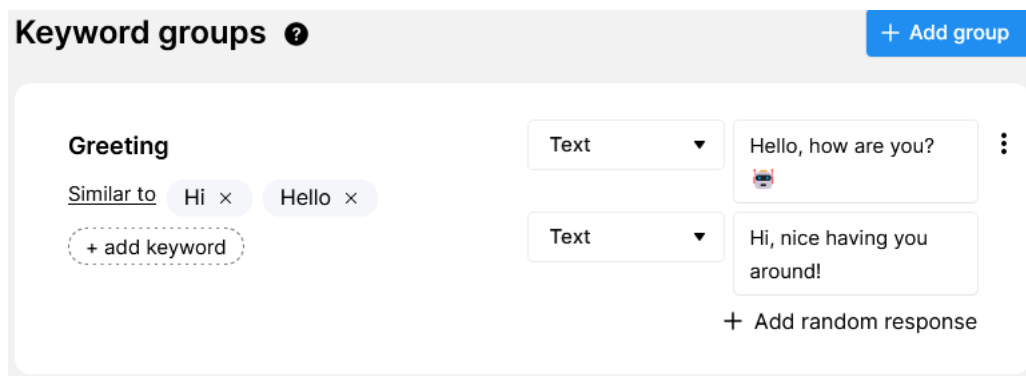 Keyword groups ?
+ Add group
Greeting
Similar to Hi × Hello ×
+ add keyword
Text
Hello, how are you?
🤖
Text
Hi, nice having you
around!
+ Add random response